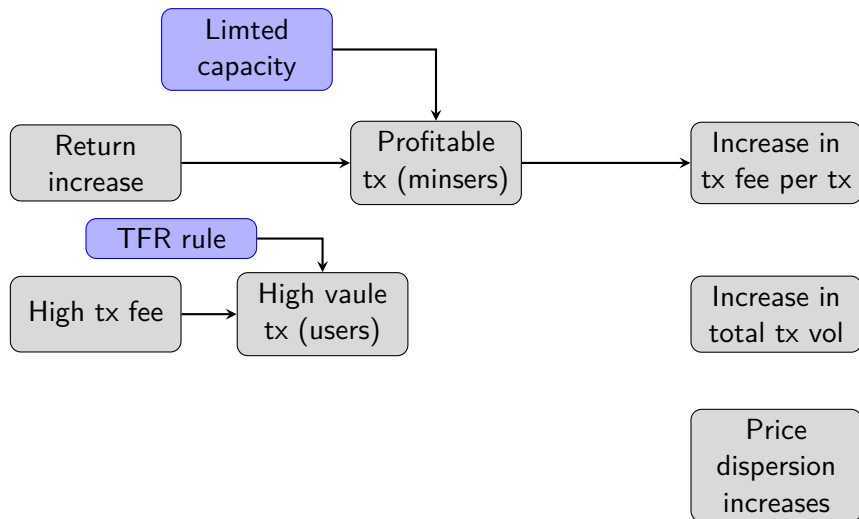 Limted
capacity
Return
increase
Profitable
tx (minsers)
Increase in
tx fee per tx
TFR rule
High tx fee
High vaule
tx (users)
Increase in
total tx vol
Price
dispersion
increases